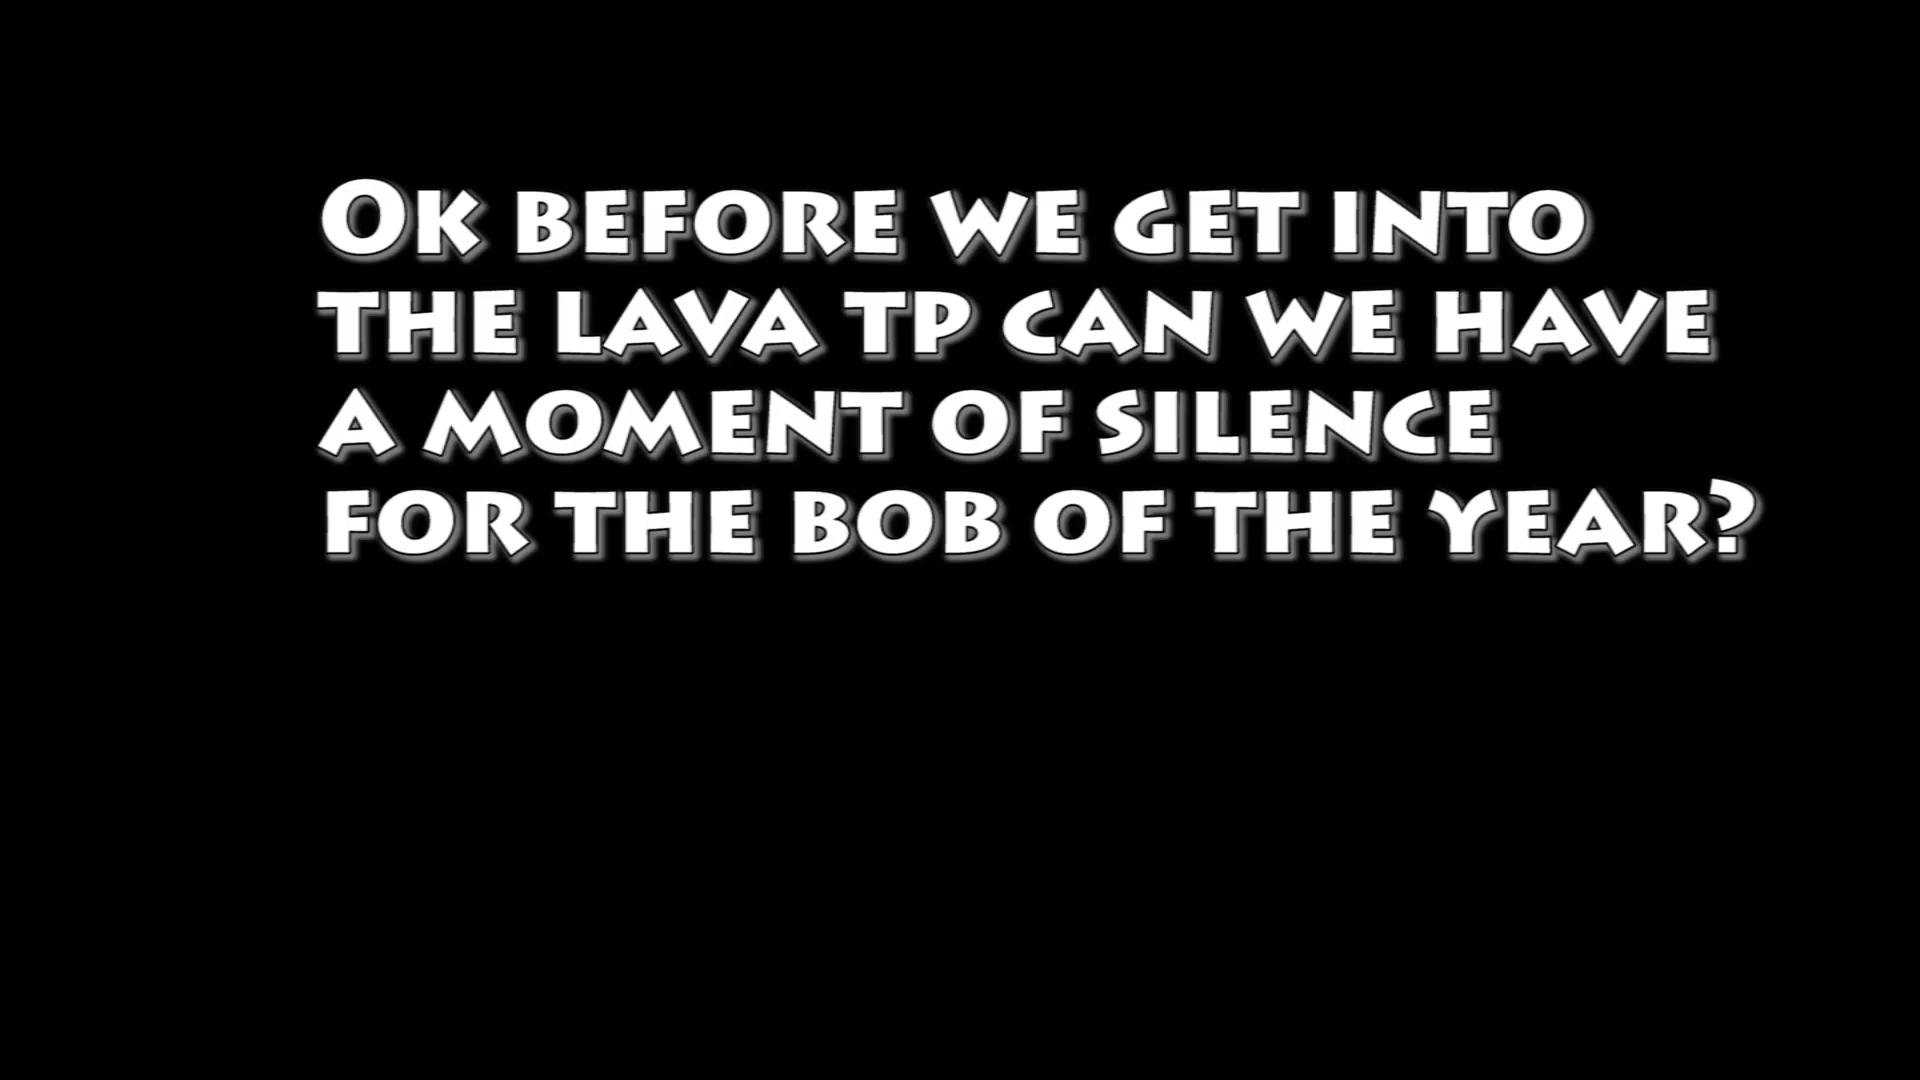 Ok before we get into
the lava tp can we have
a moment of silence
for the bob of the year?